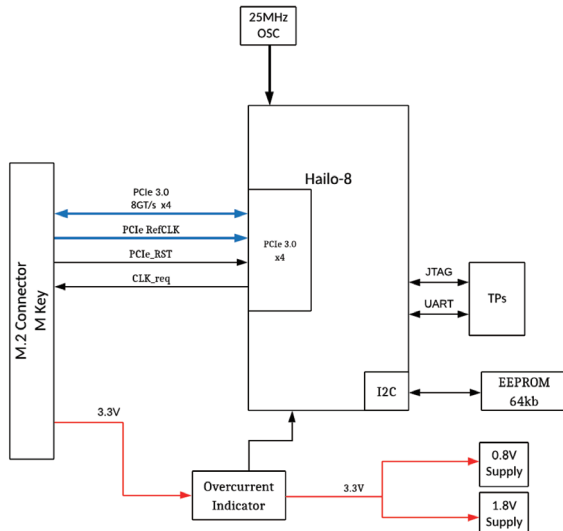 25MHz
OSC
Hailo-8
PCIe 3.0
8GT/s x4
PCIe RefCLK
PCIe_RST
CLK_req
PCIe 3.0
x4
M.2 Connector
M Key
JTAG
UART
TPs
I2C
EEPROM
64kb
3.3V
Overcurrent
Indicator
3.3V
0.8V
Supply
1.8V
Supply